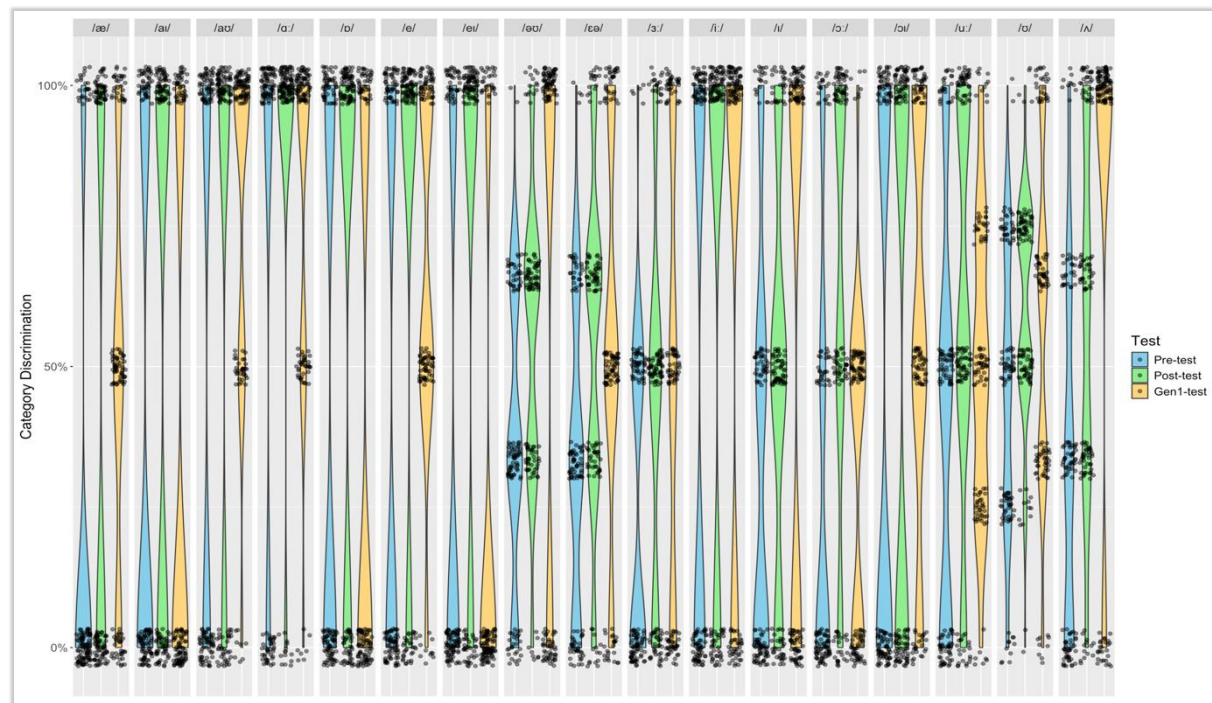 /æ/ /aɪ/ /aʊ/ /ɑː/ /ɒ/ /e/ /eɪ/ /əʊ/ /ɛə/ /ɜː/ /iː/ /ɪ/ /ɔː/ /ɔɪ/ /uː/ /ʊ/ /ʌ/
100%
50%
0%
Category Discrimination
Test
Pre-test
Post-test
Gen1-test